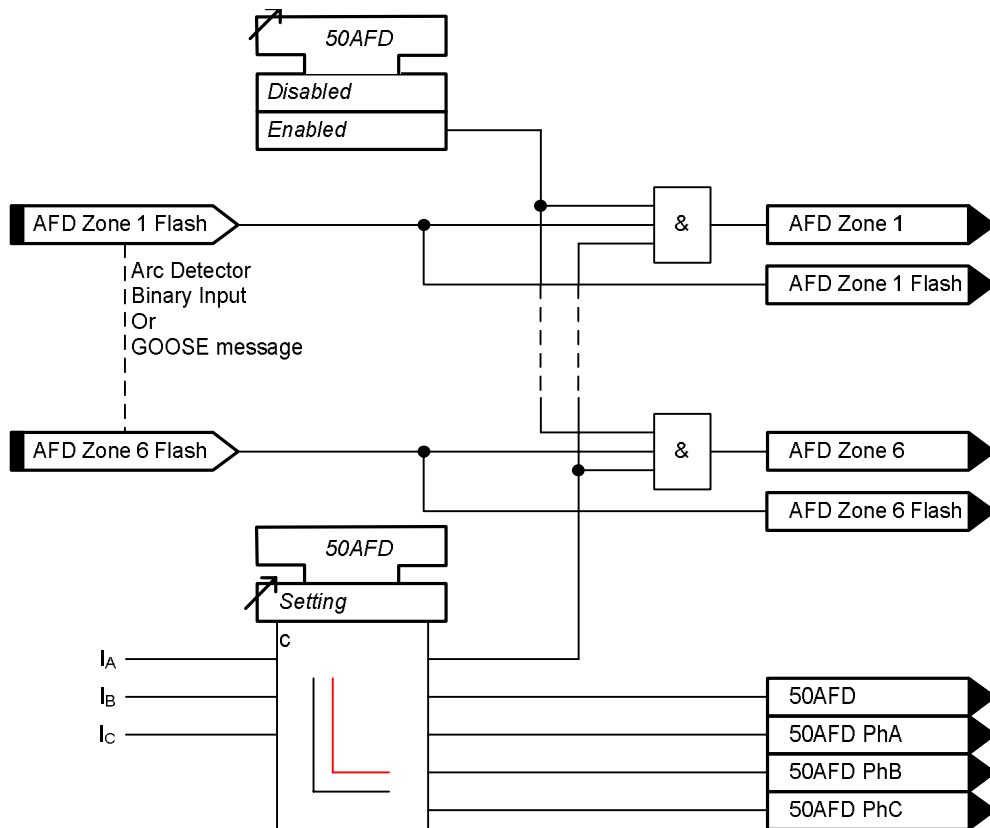 50AFD
Disabled
Enabled
AFD Zone 1 Flash
&
AFD Zone 1
AFD Zone 1 Flash
Arc Detector
Binary Input
Or
GOOSE message
AFD Zone 6 Flash
&
AFD Zone 6
AFD Zone 6 Flash
50AFD
Setting
c
IA
IB
IC
50AFD
50AFD PhA
50AFD PhB
50AFD PhC